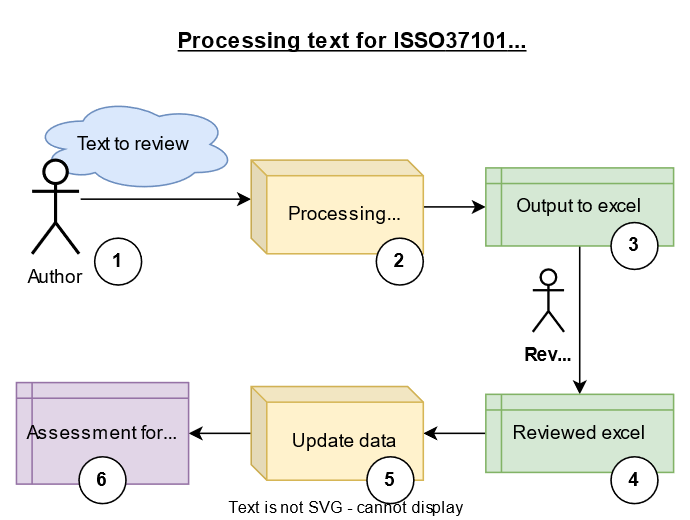 Processing text for ISSO37101...
Text to review
Author
1
Processing...
2
Output to excel
3
Rev...
Reviewed excel
4
Update data
5
Assessment for...
6
Text is not SVG - cannot display